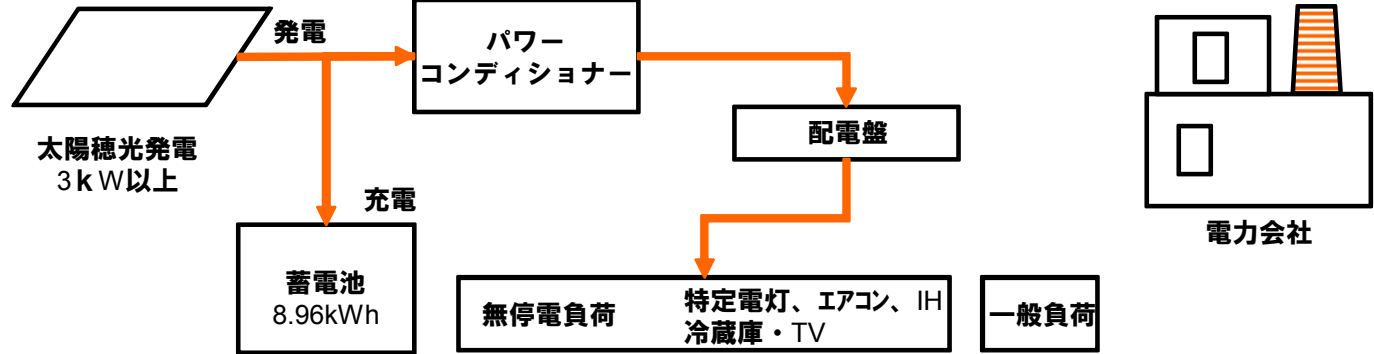 発電
パワー
コンディショナー
配電盤
太陽穂光発電
3ｋW以上
充電
電力会社
蓄電池
8.96kWh
無停電負荷
特定電灯、エアコン、IH
冷蔵庫・TV
一般負荷